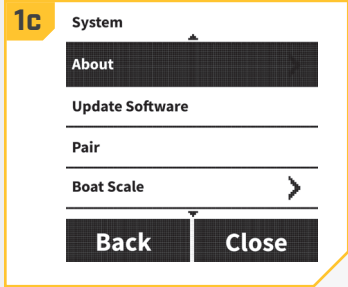 1c
System
About
Update Software
Pair
Boat Scale
Back Close